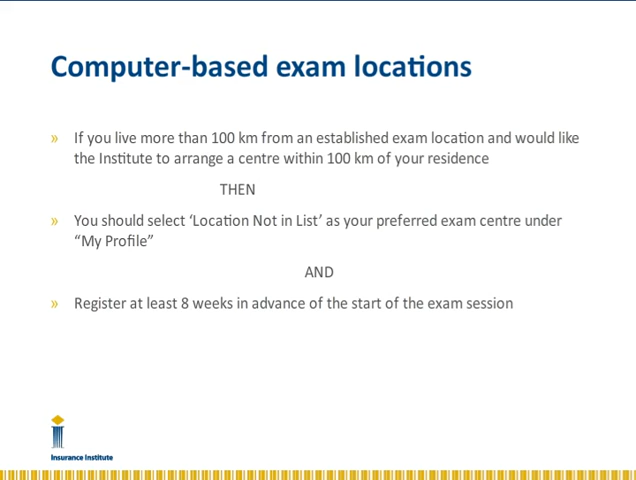 Computer-based exam locations
» If you live more than 100 km from an established exam location and would like
the Institute to arrange a centre within 100 km of your residence
THEN
» You should select ‘Location Not in List’ as your preferred exam centre under
“My Profile”
AND
» Register at least 8 weeks in advance of the start of the exam session
Insurance Institute